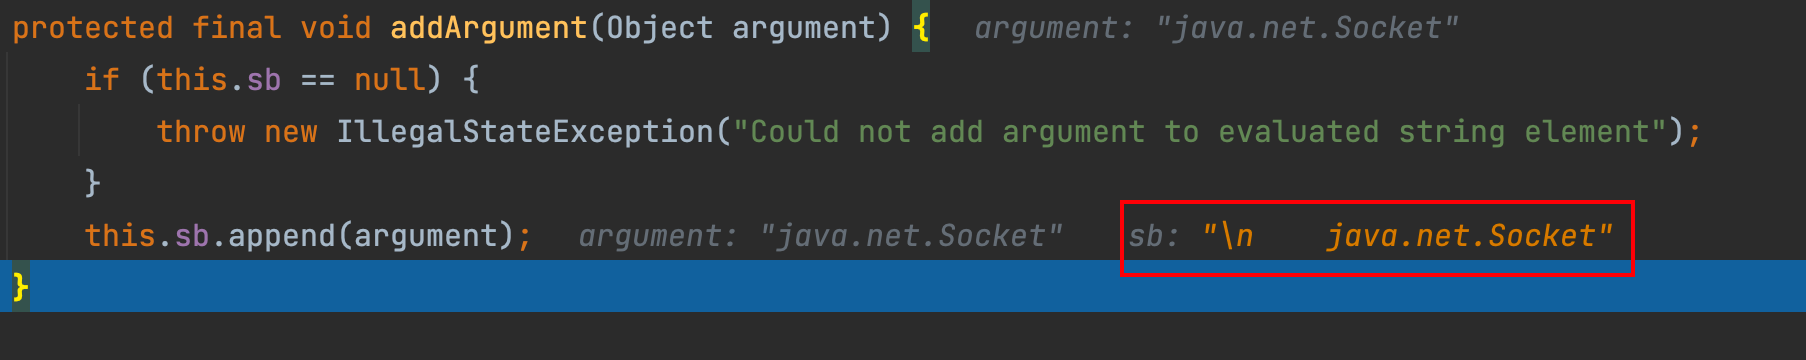 protected final void addArgument(Object argument) {  argument: "java.net.Socket"
    if (this.sb == null) {
        throw new IllegalStateException("Could not add argument to evaluated string element");
    }
    this.sb.append(argument);  argument: "java.net.Socket"   sb: "\n    java.net.Socket"
}